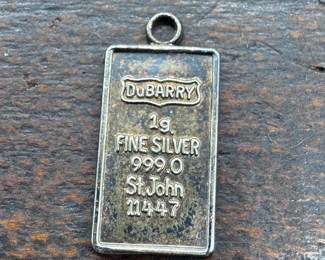 DuBARRY
1g.
FINE SILVER
999.0
St. John
11447